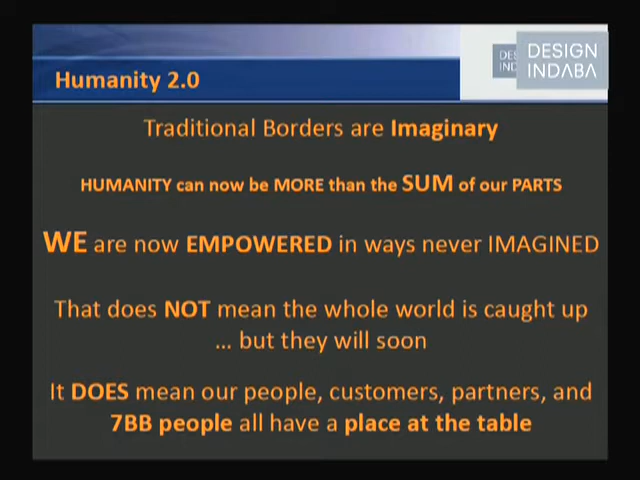 Humanity 2.0
DESIGN
INDABA
DES
IND
Traditional Borders are Imaginary
HUMANITY can now be MORE than the SUM of our PARTS
WE are now EMPOWERED in ways never IMAGINED
That does NOT mean the whole world is caught up
... but they will soon
It DOES mean our people, customers, partners, and
7BB people all have a place at the table